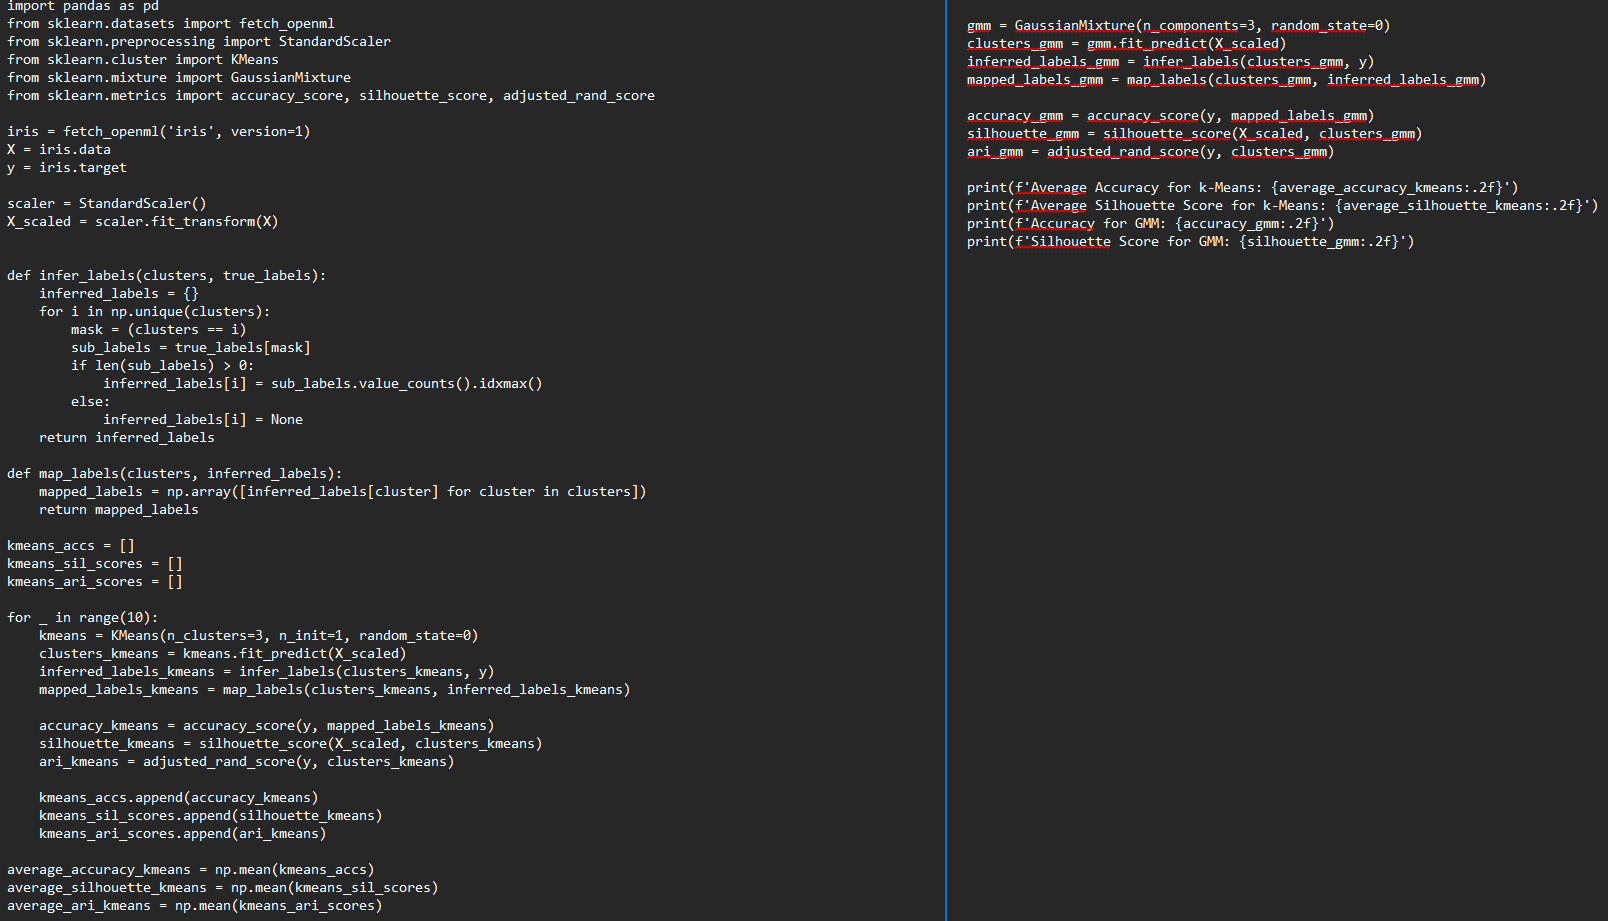 import pandas as pd
from sklearn.datasets import fetch_openml
from sklearn.preprocessing import StandardScaler
from sklearn.cluster import KMeans
from sklearn.mixture import GaussianMixture
from sklearn.metrics import accuracy_score, silhouette_score, adjusted_rand_score

iris = fetch_openml('iris', version=1)
X = iris.data
y = iris.target

scaler = StandardScaler()
X_scaled = scaler.fit_transform(X)


def infer_labels(clusters, true_labels):
    inferred_labels = {}
    for i in np.unique(clusters):
        mask = (clusters == i)
        sub_labels = true_labels[mask]
        if len(sub_labels) > 0:
            inferred_labels[i] = sub_labels.value_counts().idxmax()
        else:
            inferred_labels[i] = None
    return inferred_labels

def map_labels(clusters, inferred_labels):
    mapped_labels = np.array([inferred_labels[cluster] for cluster in clusters])
    return mapped_labels

kmeans_accs = []
kmeans_sil_scores = []
kmeans_ari_scores = []

for _ in range(10):
    kmeans = KMeans(n_clusters=3, n_init=1, random_state=0)
    clusters_kmeans = kmeans.fit_predict(X_scaled)
    inferred_labels_kmeans = infer_labels(clusters_kmeans, y)
    mapped_labels_kmeans = map_labels(clusters_kmeans, inferred_labels_kmeans)

    accuracy_kmeans = accuracy_score(y, mapped_labels_kmeans)
    silhouette_kmeans = silhouette_score(X_scaled, clusters_kmeans)
    ari_kmeans = adjusted_rand_score(y, clusters_kmeans)

    kmeans_accs.append(accuracy_kmeans)
    kmeans_sil_scores.append(silhouette_kmeans)
    kmeans_ari_scores.append(ari_kmeans)

average_accuracy_kmeans = np.mean(kmeans_accs)
average_silhouette_kmeans = np.mean(kmeans_sil_scores)
average_ari_kmeans = np.mean(kmeans_ari_scores)

gmm = GaussianMixture(n_components=3, random_state=0)
clusters_gmm = gmm.fit_predict(X_scaled)
inferred_labels_gmm = infer_labels(clusters_gmm, y)
mapped_labels_gmm = map_labels(clusters_gmm, inferred_labels_gmm)

accuracy_gmm = accuracy_score(y, mapped_labels_gmm)
silhouette_gmm = silhouette_score(X_scaled, clusters_gmm)
ari_gmm = adjusted_rand_score(y, clusters_gmm)

print(f'Average Accuracy for k-Means: {average_accuracy_kmeans:.2f}')
print(f'Average Silhouette Score for k-Means: {average_silhouette_kmeans:.2f}')
print(f'Accuracy for GMM: {accuracy_gmm:.2f}')
print(f'Silhouette Score for GMM: {silhouette_gmm:.2f}')